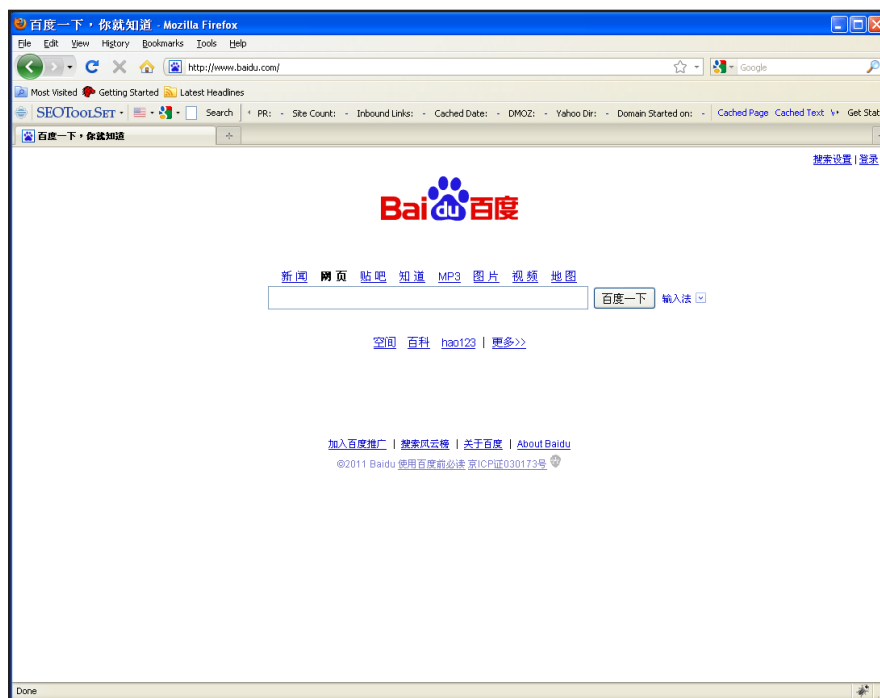 百度一下，你就知道 - Mozilla Firefox
File Edit View History Bookmarks Tools Help
http://www.baidu.com/ Google
Most Visited Getting Started Latest Headlines
SEOToolSet Search PR: - Site Count: - Inbound Links: - Cached Date: - DMOZ: - Yahoo Dir: - Domain Started on: - Cached Page Cached Text Get Stat
百度一下，你就知道
搜索设置 | 登录
Bai du 百度
新闻 网页 贴吧 知道 MP3 图片 视频 地图
百度一下 输入法
空间 百科 hao123 | 更多>>
加入百度推广 | 搜索风云榜 | 关于百度 | About Baidu
©2011 Baidu 使用百度前必读 京ICP证030173号
Done